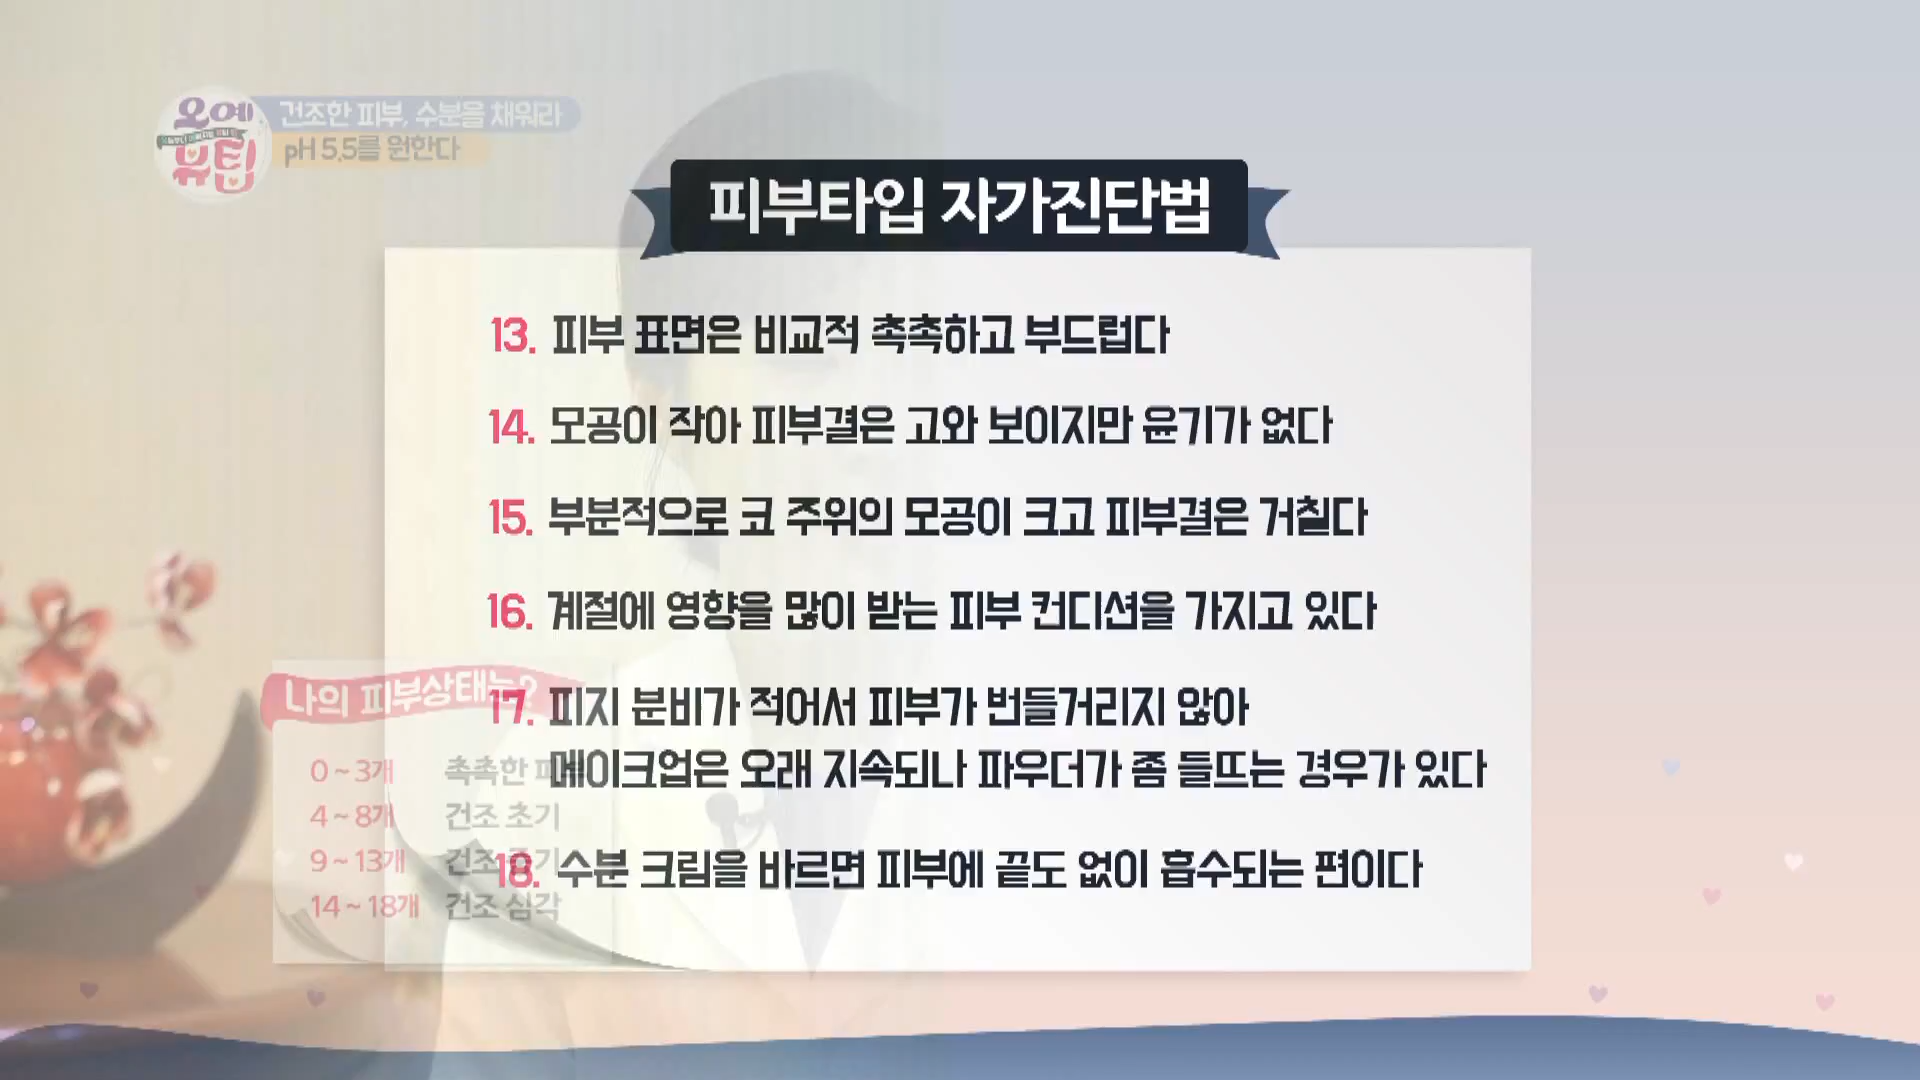 오예
뷰팁
건조한 피부, 수분을 채워라
pH 5.5를 원한다
피부타입 자가진단법
13. 피부 표면은 비교적 촉촉하고 부드럽다
14. 모공이 작아 피부결은 고와 보이지만 윤기가 없다
15. 부분적으로 코 주위의 모공이 크고 피부결은 거칠다
16. 계절에 영향을 많이 받는 피부 컨디션을 가지고 있다
17. 피지 분비가 적어서 피부가 번들거리지 않아
메이크업은 오래 지속되나 파우더가 좀 들뜨는 경우가 있다
18. 수분 크림을 바르면 피부에 끝도 없이 흡수되는 편이다
나의 피부상태는?
0~3개 촉촉한 피부
4~8개 건조 초기
9~13개 건조 중기
14~18개 건조 심각